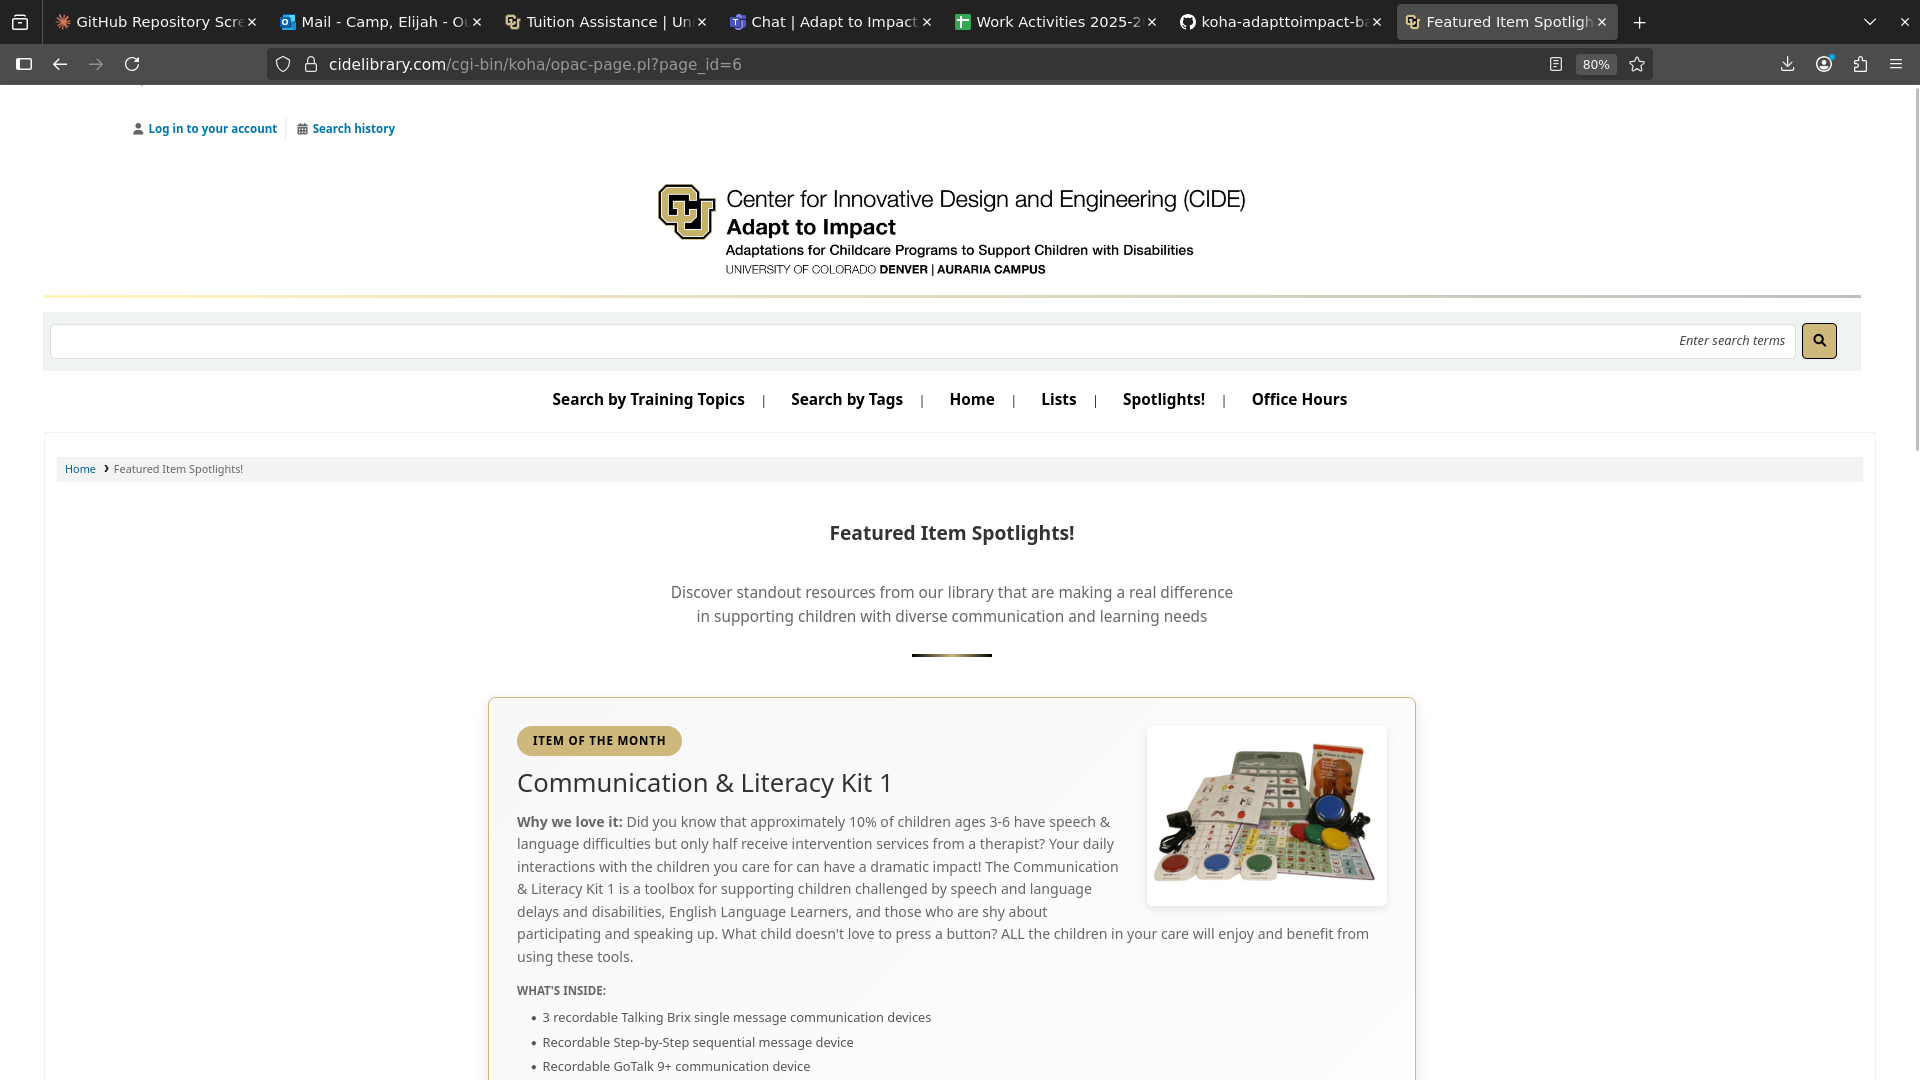 GitHub Repository Scre
Mail - Camp, Elijah - Ou
Tuition Assistance | Uni
Chat | Adapt to Impact
Work Activities 2025-2
koha-adapttoimpact-ba
Featured Item Spotligh
cidelibrary.com/cgi-bin/koha/opac-page.pl?page_id=6
80%
Log in to your account
Search history
Center for Innovative Design and Engineering (CIDE)
Adapt to Impact
Adaptations for Childcare Programs to Support Children with Disabilities
UNIVERSITY OF COLORADO DENVER | AURARIA CAMPUS
Enter search terms
Search by Training Topics | Search by Tags | Home | Lists | Spotlights! | Office Hours
Home › Featured Item Spotlights!
Featured Item Spotlights!
Discover standout resources from our library that are making a real difference
in supporting children with diverse communication and learning needs
ITEM OF THE MONTH
Communication & Literacy Kit 1
Why we love it: Did you know that approximately 10% of children ages 3-6 have speech &
language difficulties but only half receive intervention services from a therapist? Your daily
interactions with the children you care for can have a dramatic impact! The Communication
& Literacy Kit 1 is a toolbox for supporting children challenged by speech and language
delays and disabilities, English Language Learners, and those who are shy about
participating and speaking up. What child doesn't love to press a button? ALL the children in your care will enjoy and benefit from
using these tools.
WHAT'S INSIDE:
• 3 recordable Talking Brix single message communication devices
• Recordable Step-by-Step sequential message device
• Recordable GoTalk 9+ communication device